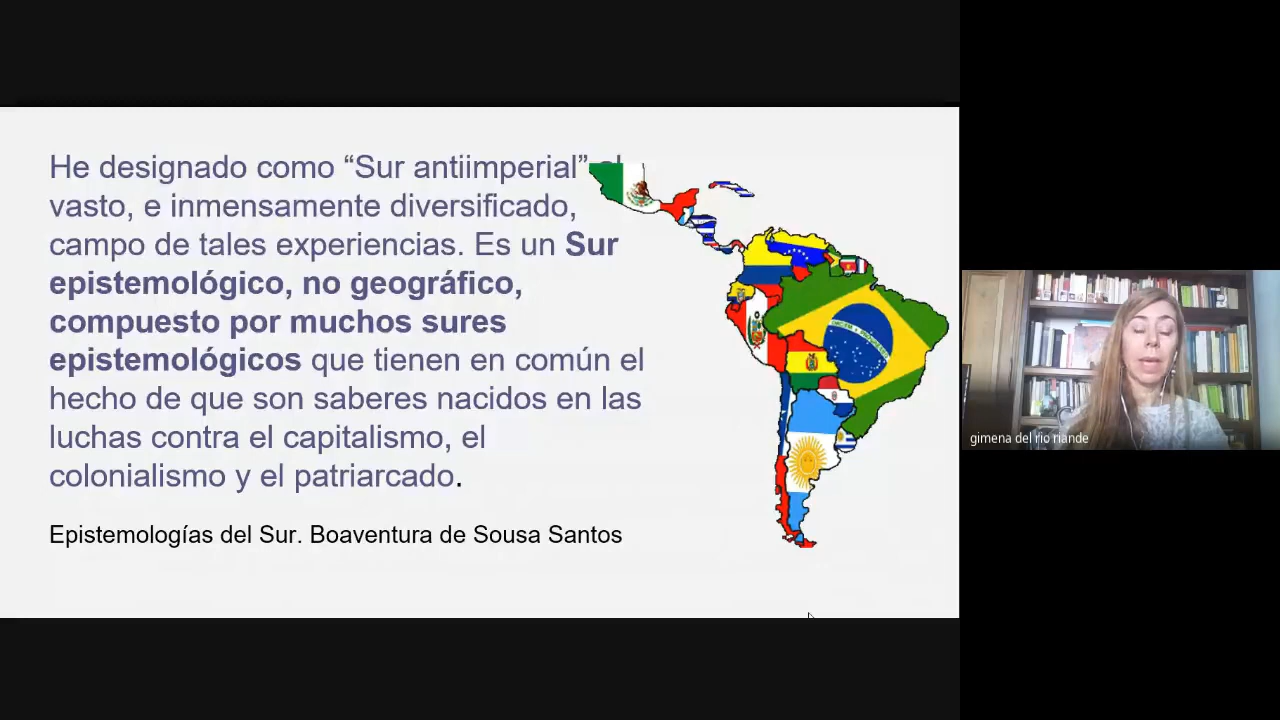 He designado como “Sur antiimperial” el
vasto, e inmensamente diversificado,
campo de tales experiencias. Es un Sur
epistemológico, no geográfico,
compuesto por muchos sures
epistemológicos que tienen en común el
hecho de que son saberes nacidos en las
luchas contra el capitalismo, el
colonialismo y el patriarcado.
Epistemologías del Sur. Boaventura de Sousa Santos
gimena del rio riande